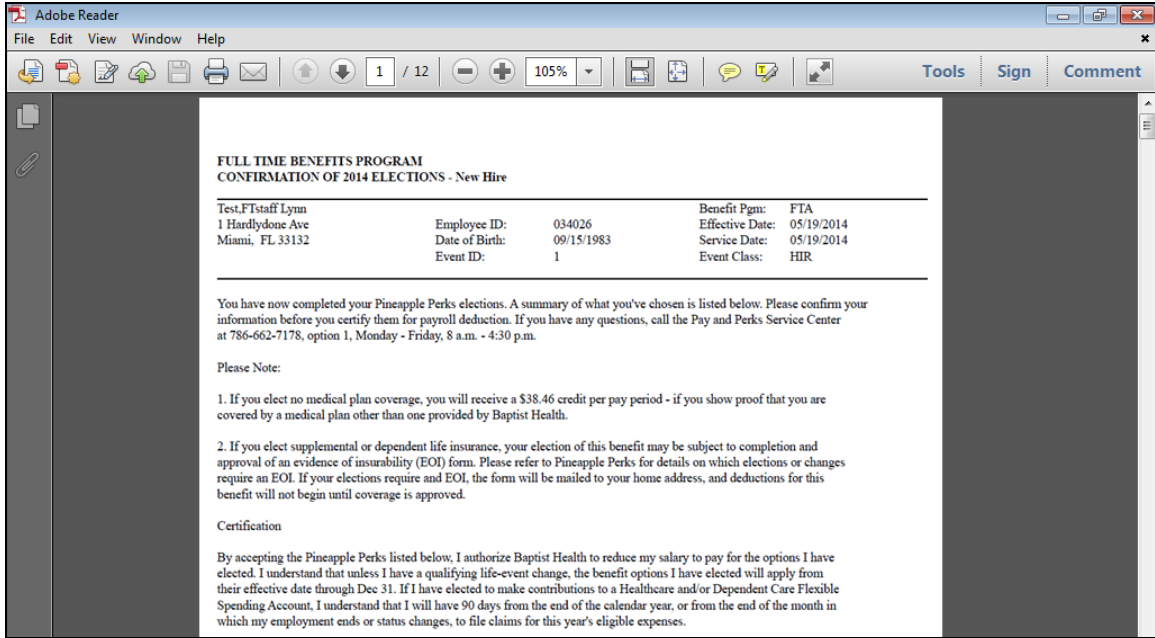 Adobe Reader
File Edit View Window Help
1 / 12 105% Tools Sign Comment
FULL TIME BENEFITS PROGRAM
CONFIRMATION OF 2014 ELECTIONS - New Hire
Test,FTstaff Lynn Benefit Pgm: FTA
1 Hardlydone Ave Employee ID: 034026 Effective Date: 05/19/2014
Miami, FL 33132 Date of Birth: 09/15/1983 Service Date: 05/19/2014
Event ID: 1 Event Class: HIR
You have now completed your Pineapple Perks elections. A summary of what you've chosen is listed below. Please confirm your
information before you certify them for payroll deduction. If you have any questions, call the Pay and Perks Service Center
at 786-662-7178, option 1, Monday - Friday, 8 a.m. - 4:30 p.m.
Please Note:
1. If you elect no medical plan coverage, you will receive a $38.46 credit per pay period - if you show proof that you are
covered by a medical plan other than one provided by Baptist Health.
2. If you elect supplemental or dependent life insurance, your election of this benefit may be subject to completion and
approval of an evidence of insurability (EOI) form. Please refer to Pineapple Perks for details on which elections or changes
require an EOI. If your elections require and EOI, the form will be mailed to your home address, and deductions for this
benefit will not begin until coverage is approved.
Certification
By accepting the Pineapple Perks listed below, I authorize Baptist Health to reduce my salary to pay for the options I have
elected. I understand that unless I have a qualifying life-event change, the benefit options I have elected will apply from
their effective date through Dec 31. If I have elected to make contributions to a Healthcare and/or Dependent Care Flexible
Spending Account, I understand that I will have 90 days from the end of the calendar year, or from the end of the month in
which my employment ends or status changes, to file claims for this year's eligible expenses.